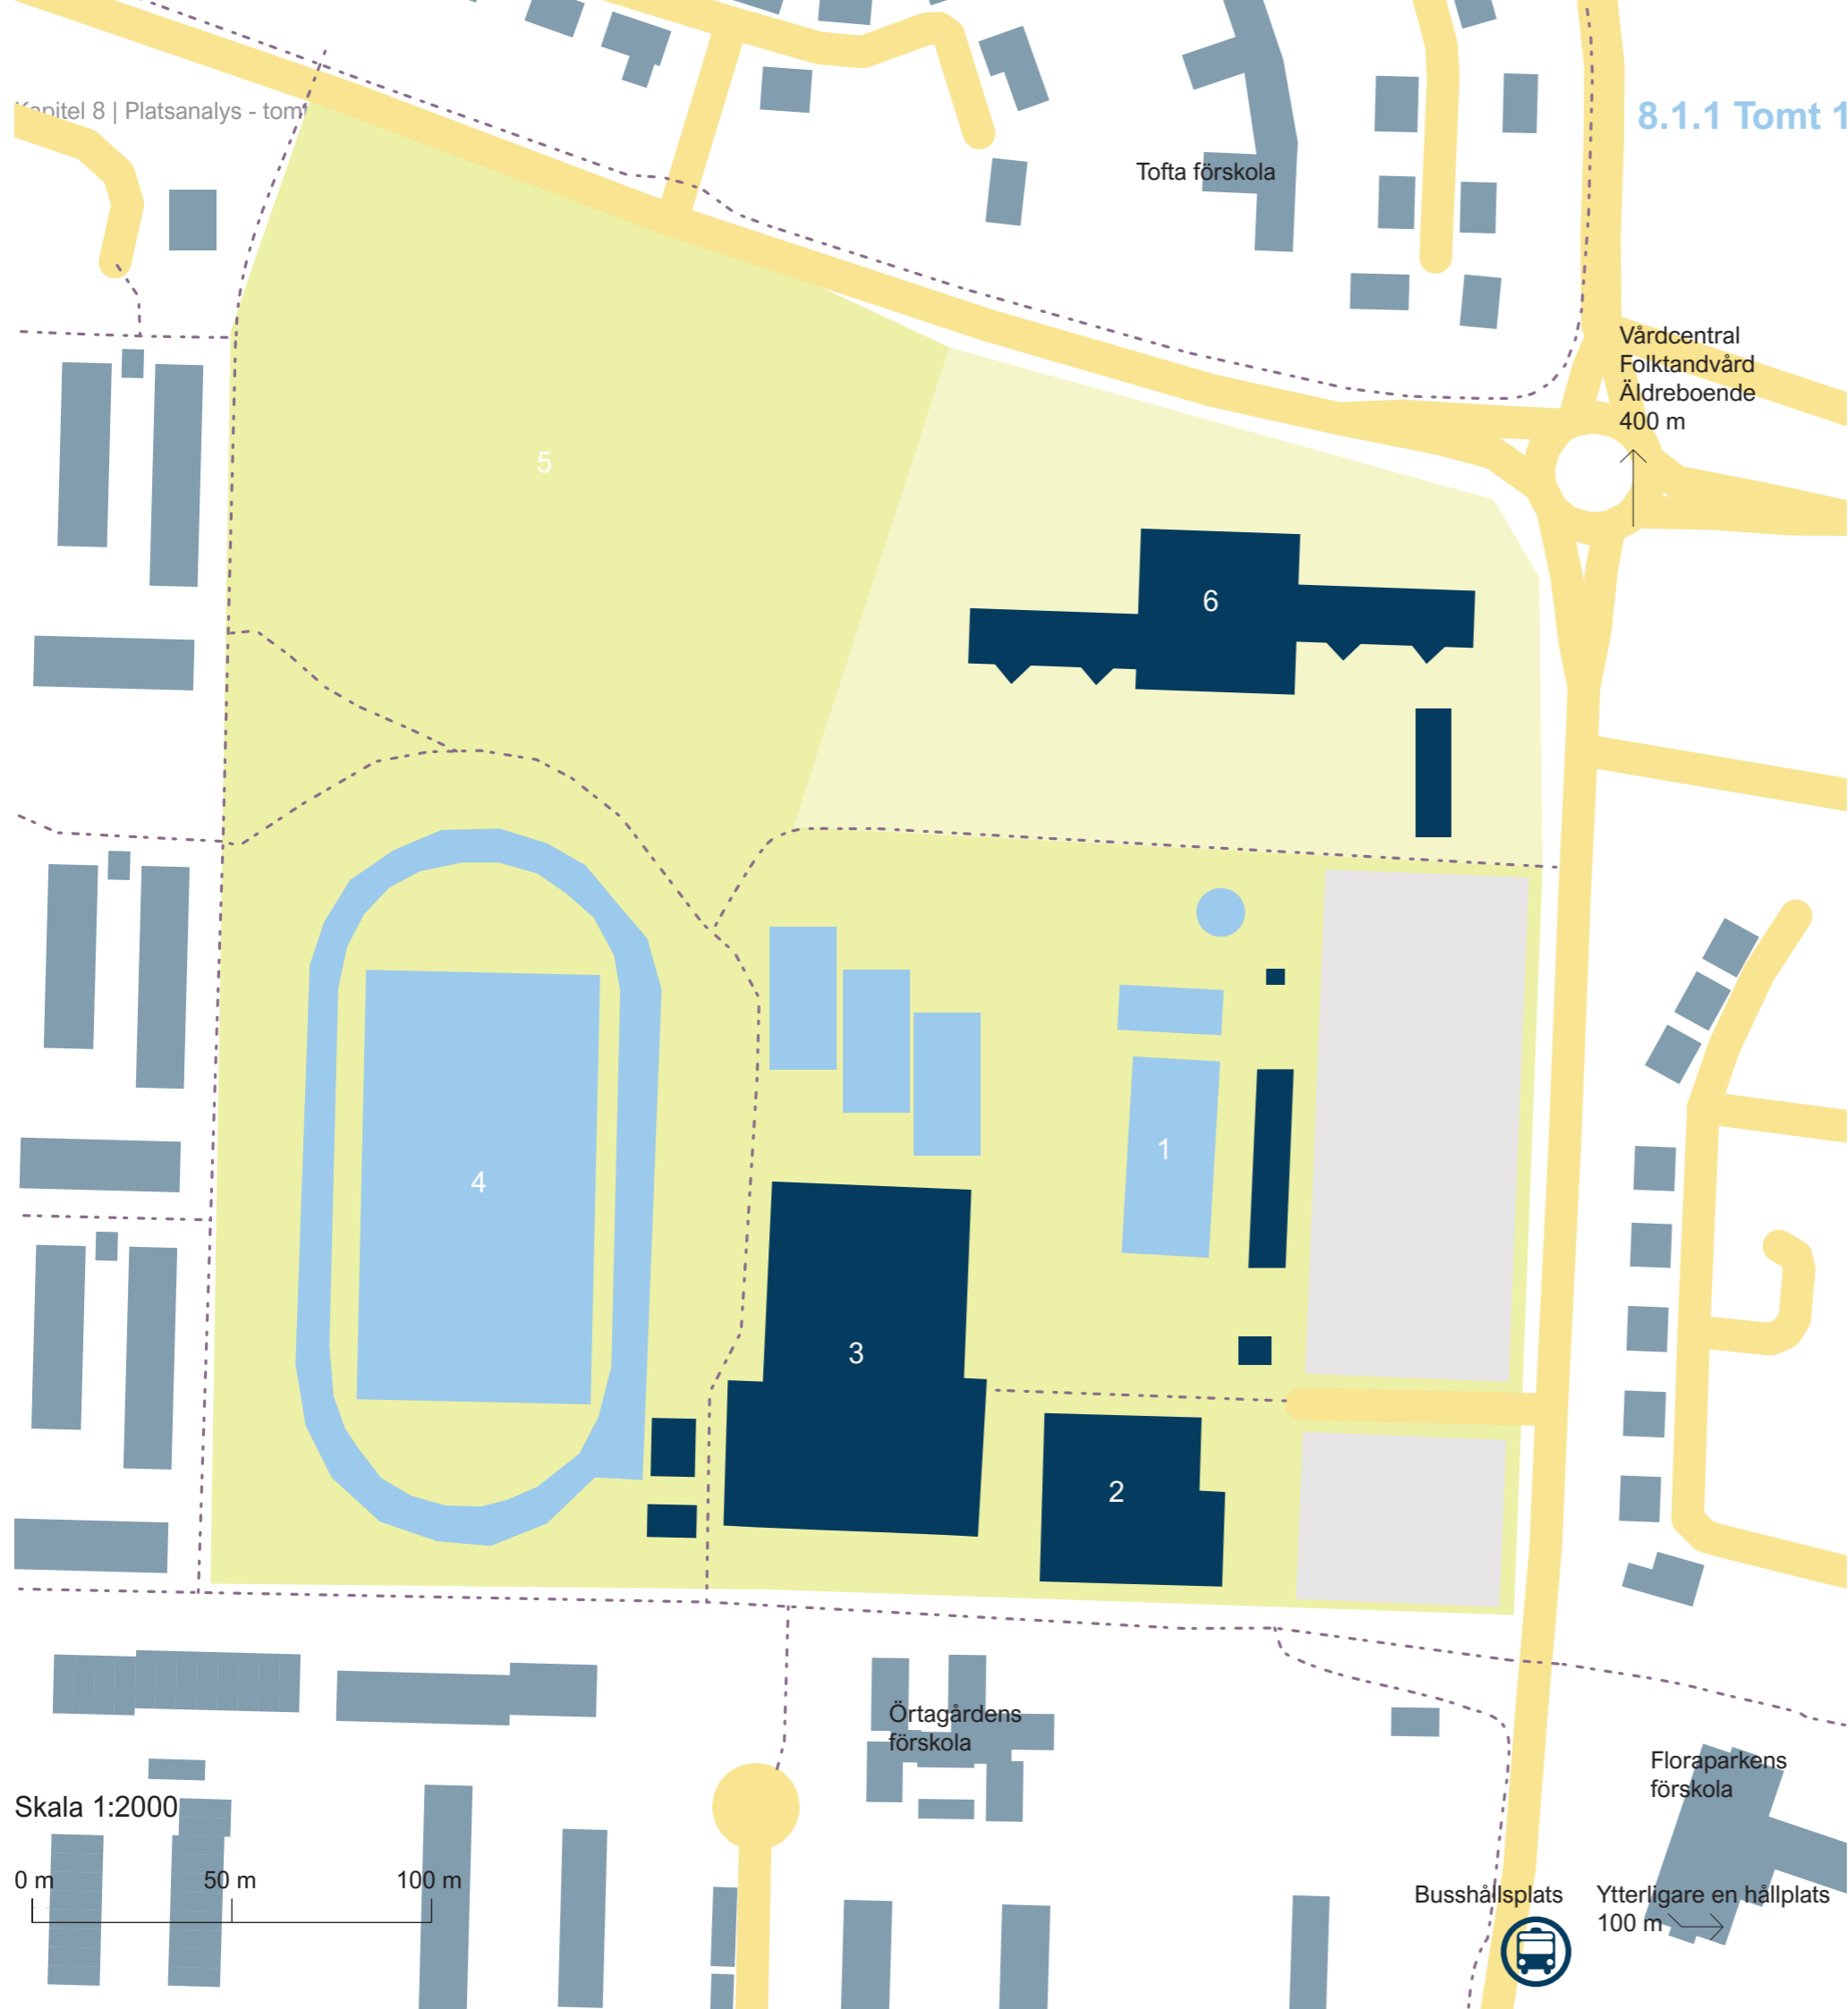 Kapitel 8 | Platsanalys - tomt
8.1.1 Tomt 1
Tofta förskola
Vårdcentral
Folktandvård
Äldreboende
400 m
5
6
1
4
3
2
Örtagårdens
förskola
Floraparkens
förskola
Skala 1:2000
0 m 50 m 100 m
Busshållsplats
Ytterligare en hållplats
100 m